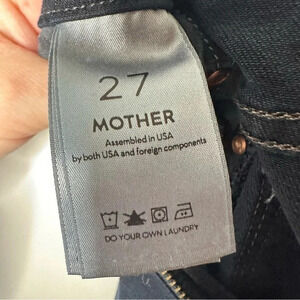 27
MOTHER
Assembled in USA
by both USA and foreign components
DO YOUR OWN LAUNDRY